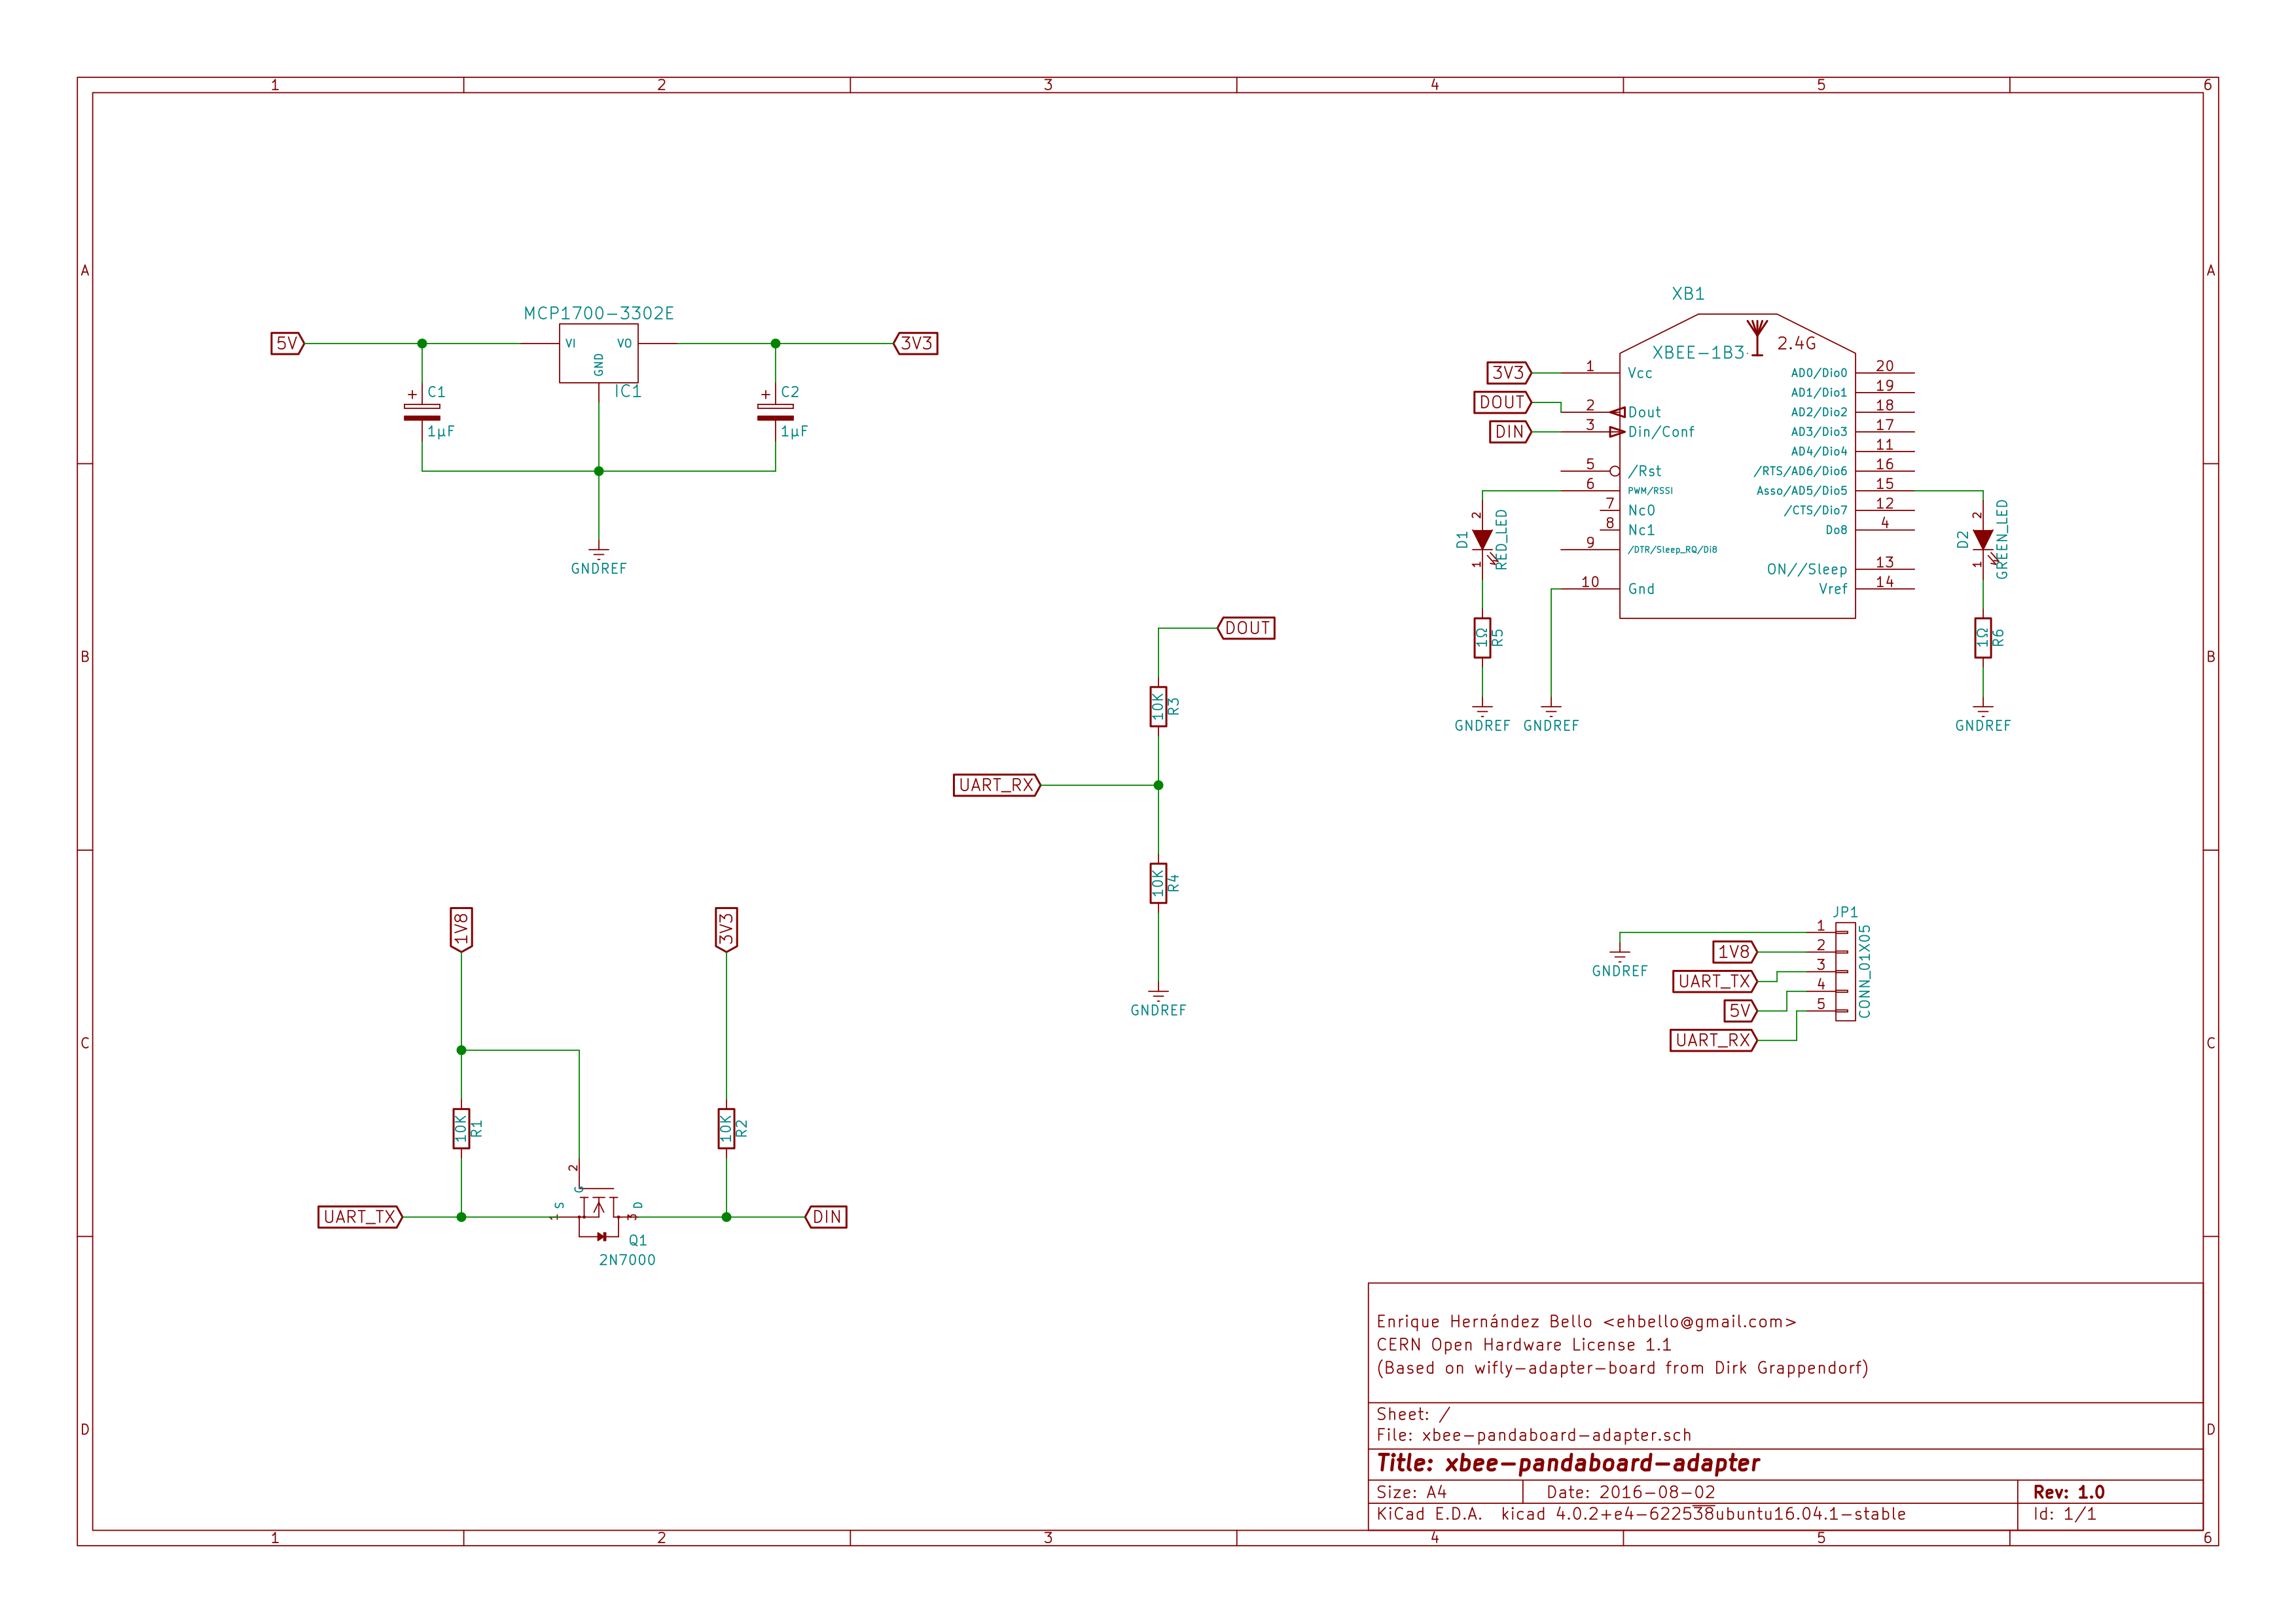 1 2 3 4 5 6
A A
B B
C C
D D
1 2 3 4 5 6
MCP1700-3302E
5V
VI
VO
GND
IC1
3V3
+ C1
1µF
+ C2
1µF
GNDREF
XB1
XBEE-1B3
2.4G
3V3
DOUT
DIN
1 Vcc
2 Dout
3 Din/Conf
5 /Rst
6 PWM/RSSI
7 Nc0
8 Nc1
9 /DTR/Sleep_RQ/Di8
10 Gnd
AD0/Dio0 20
AD1/Dio1 19
AD2/Dio2 18
AD3/Dio3 17
AD4/Dio4 11
/RTS/AD6/Dio6 16
Asso/AD5/Dio5 15
/CTS/Dio7 12
Do8 4
ON//Sleep 13
Vref 14
2
D1
RED_LED
1
1Ω
R5
GNDREF
GNDREF
2
D2
GREEN_LED
1
1Ω
R6
GNDREF
DOUT
10K
R3
UART_RX
10K
R4
GNDREF
1V8
3V3
10K
R1
10K
R2
UART_TX
2
G
S
1
D
3
Q1
2N7000
DIN
JP1
CONN_01X05
1
2
3
4
5
GNDREF
1V8
UART_TX
5V
UART_RX
Enrique Hernández Bello <ehbello@gmail.com>
CERN Open Hardware License 1.1
(Based on wifly-adapter-board from Dirk Grappendorf)
Sheet: /
File: xbee-pandaboard-adapter.sch
Title: xbee-pandaboard-adapter
Size: A4 Date: 2016-08-02 Rev: 1.0
KiCad E.D.A. kicad 4.0.2+e4-622538ubuntu16.04.1-stable Id: 1/1